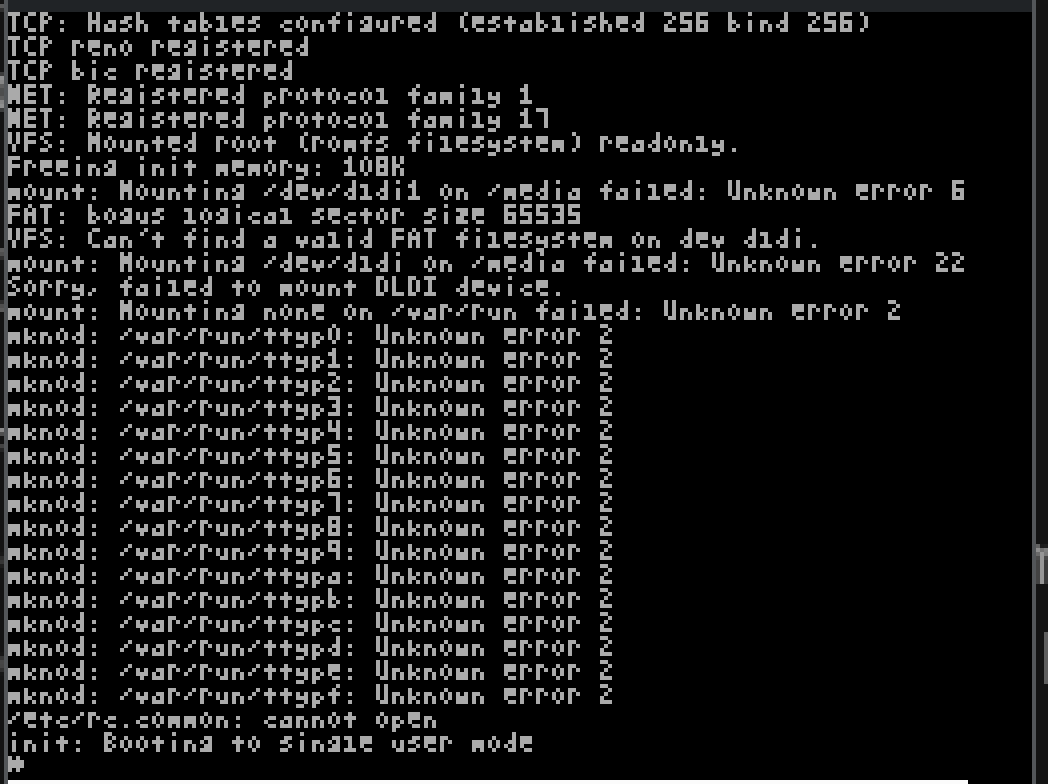 TCP: Hash tables configured (established 256 bind 256)
TCP reno registered
TCP bic registered
NET: Registered protocol family 1
NET: Registered protocol family 17
VFS: Mounted root (romfs filesystem) readonly.
Freeing init memory: 108K
mount: Mounting /dev/dldi1 on /media failed: Unknown error 6
FAT: bogus logical sector size 65535
VFS: Can't find a valid FAT filesystem on dev dldi.
mount: Mounting /dev/dldi on /media failed: Unknown error 22
Sorry, failed to mount DLDI device.
mount: Mounting none on /var/run failed: Unknown error 2
mknod: /var/run/ttyp0: Unknown error 2
mknod: /var/run/ttyp1: Unknown error 2
mknod: /var/run/ttyp2: Unknown error 2
mknod: /var/run/ttyp3: Unknown error 2
mknod: /var/run/ttyp4: Unknown error 2
mknod: /var/run/ttyp5: Unknown error 2
mknod: /var/run/ttyp6: Unknown error 2
mknod: /var/run/ttyp7: Unknown error 2
mknod: /var/run/ttyp8: Unknown error 2
mknod: /var/run/ttyp9: Unknown error 2
mknod: /var/run/ttypa: Unknown error 2
mknod: /var/run/ttypb: Unknown error 2
mknod: /var/run/ttypc: Unknown error 2
mknod: /var/run/ttypd: Unknown error 2
mknod: /var/run/ttype: Unknown error 2
mknod: /var/run/ttypf: Unknown error 2
/etc/rc.common: cannot open
init: Booting to single user mode
#